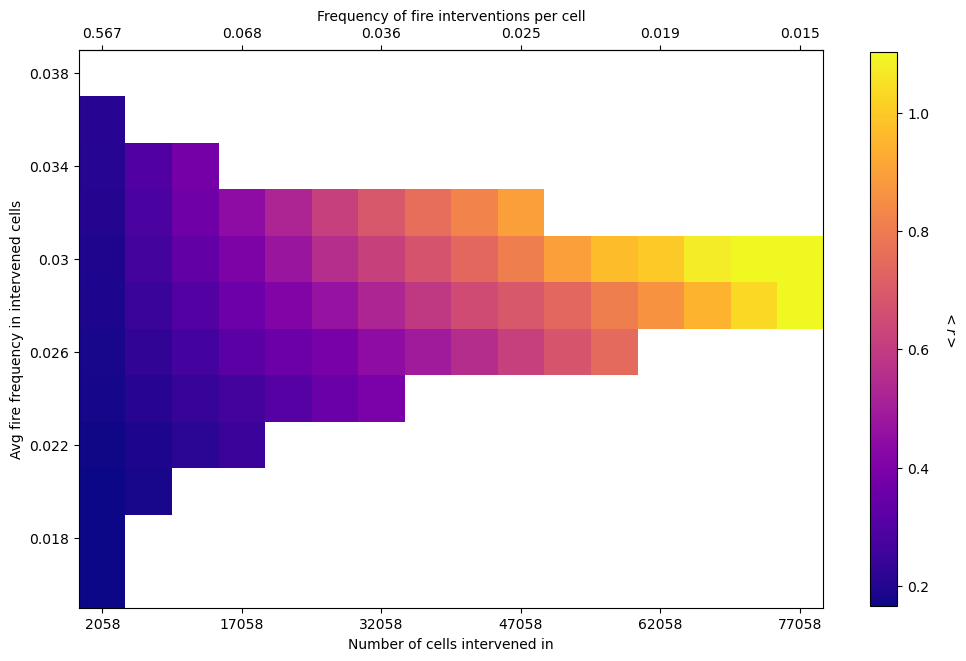 Frequency of fire interventions per cell
0.567 0.068 0.036 0.025 0.019 0.015
Avg fire frequency in intervened cells
0.038
0.034
0.03
0.026
0.022
0.018
2058 17058 32058 47058 62058 77058
Number of cells intervened in
1.0
0.8
0.6
0.4
0.2
< r >